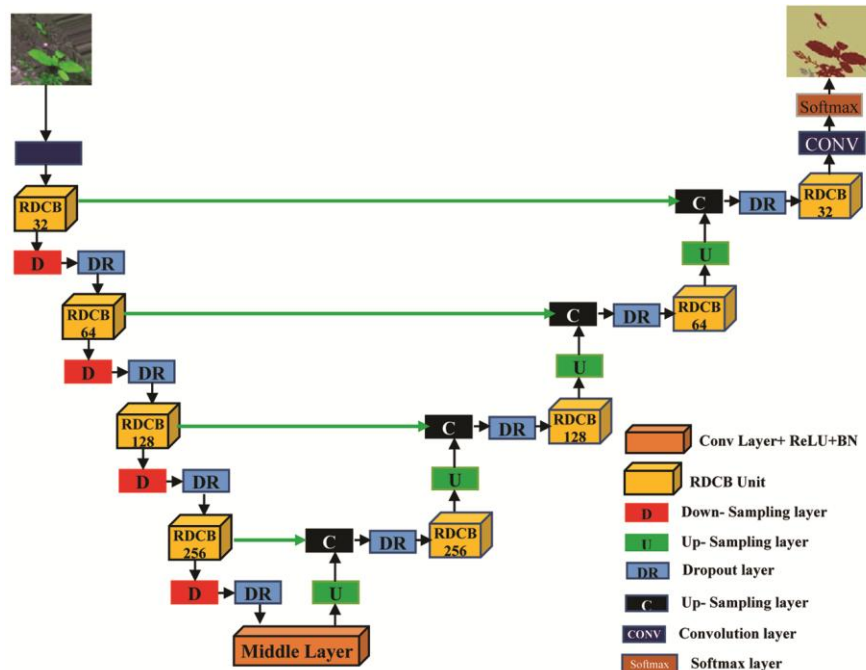 Softmax
CONV
RDCB
32
C
DR
RDCB
32
D
DR
U
RDCB
64
C
DR
RDCB
64
D
DR
U
RDCB
128
C
DR
RDCB
128
D
DR
U
RDCB
256
C
DR
RDCB
256
D
DR
U
Middle Layer
Conv Layer+ ReLU+BN
RDCB Unit
D Down- Sampling layer
U Up- Sampling layer
DR Dropout layer
C Up- Sampling layer
CONV Convolution layer
Softmax Softmax layer